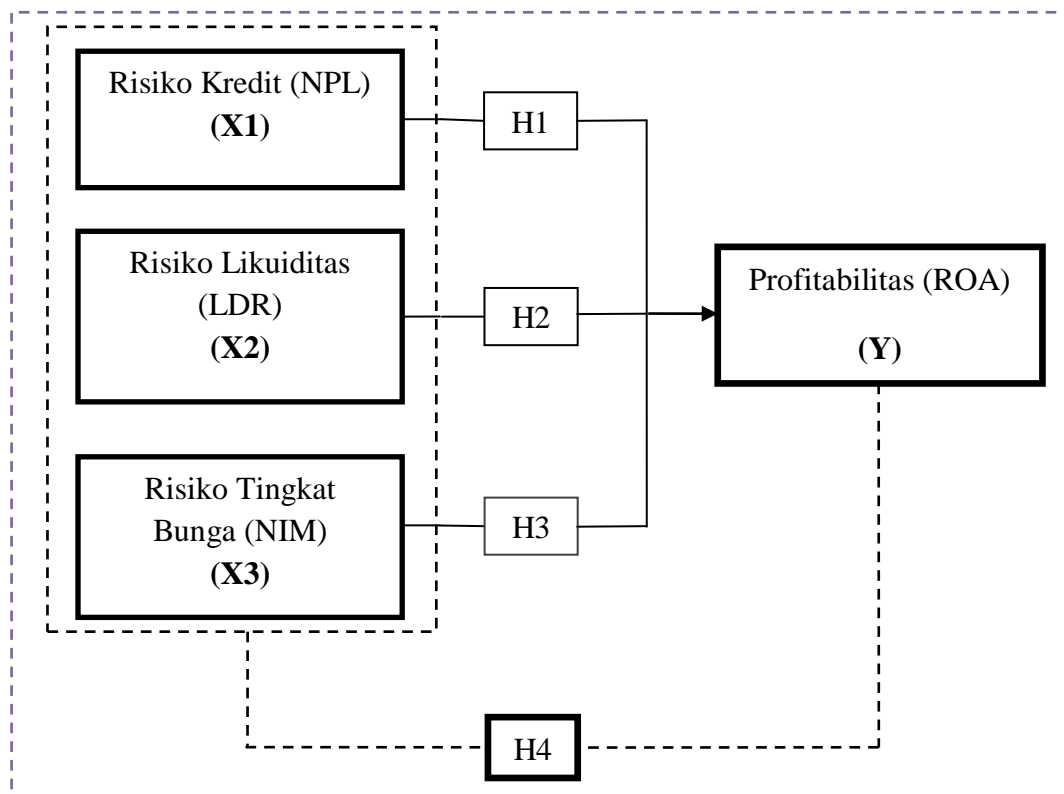 Risiko Kredit (NPL)
(X1)
H1
Risiko Likuiditas
(LDR)
(X2)
H2
Profitabilitas (ROA)
(Y)
Risiko Tingkat
Bunga (NIM)
(X3)
H3
H4